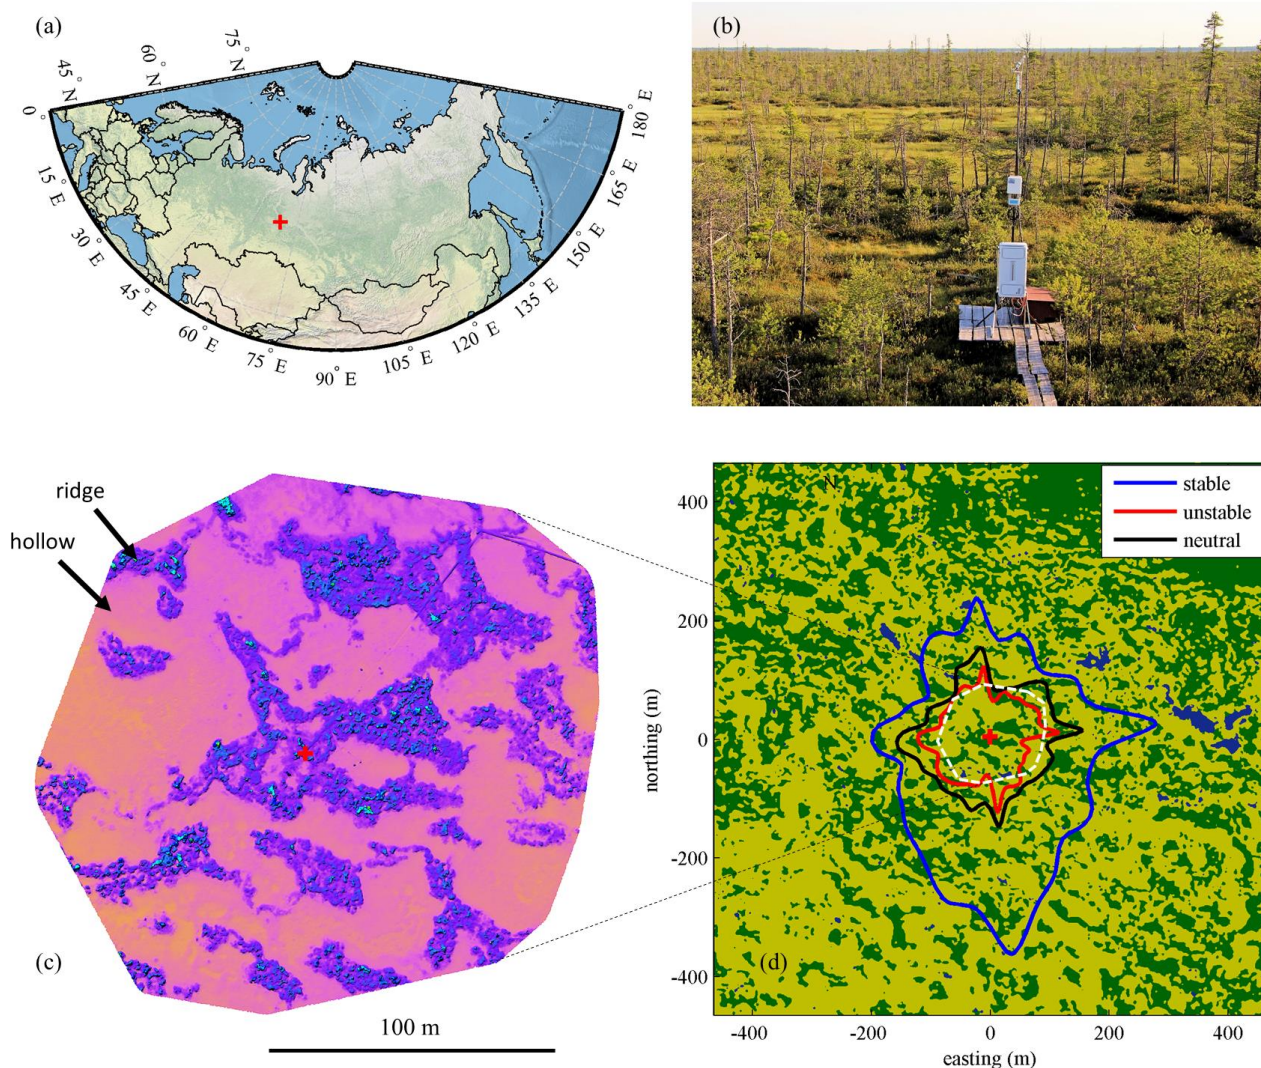 (a)
75° N
60° N
45° N
0°
15° E
30° E
45° E
60° E
75° E
90° E
105° E
120° E
135° E
150° E
165° E
180° E
(b)
ridge
hollow
(c)
100 m
N
stable
unstable
neutral
400
200
0
-200
-400
northing (m)
(d)
-400
-200
0
200
400
easting (m)